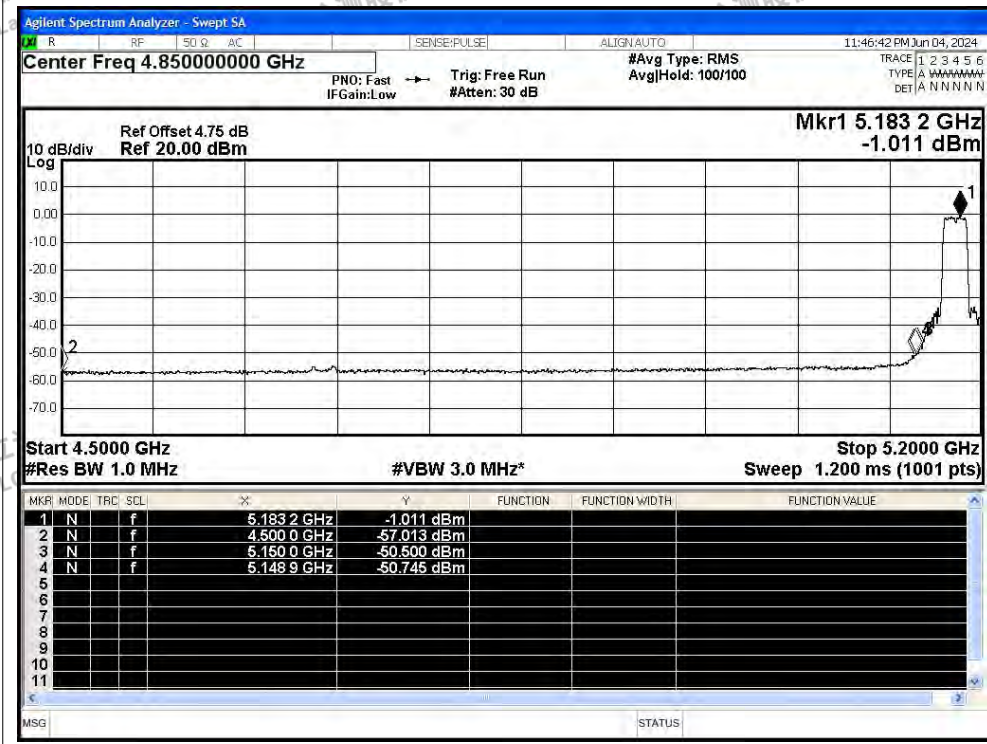 Agilent Spectrum Analyzer - Swept SA
R RF 50 Ω AC SENSE:PULSE ALIGNAUTO 11:46:42 PM Jun 04, 2024
Center Freq 4.850000000 GHz #Avg Type: RMS TRACE 1 2 3 4 5 6
PNO: Fast Trig: Free Run Avg|Hold: 100/100 TYPE A WWWWW
IFGain:Low #Atten: 30 dB DET A N N N N N
Mkr1 5.183 2 GHz
Ref Offset 4.75 dB
10 dB/div Ref 20.00 dBm -1.011 dBm
Log
10.0
1
0.00
-10.0
-20.0
-30.0
-40.0
-50.0 2
-60.0
-70.0
Start 4.5000 GHz Stop 5.2000 GHz
#Res BW 1.0 MHz #VBW 3.0 MHz* Sweep 1.200 ms (1001 pts)
MKR MODE TRC SCL X Y FUNCTION FUNCTION WIDTH FUNCTION VALUE
1 N f 5.183 2 GHz -1.011 dBm
2 N f 4.500 0 GHz -57.013 dBm
3 N f 5.150 0 GHz -50.500 dBm
4 N f 5.148 9 GHz -50.745 dBm
5
6
7
8
9
10
11
MSG STATUS